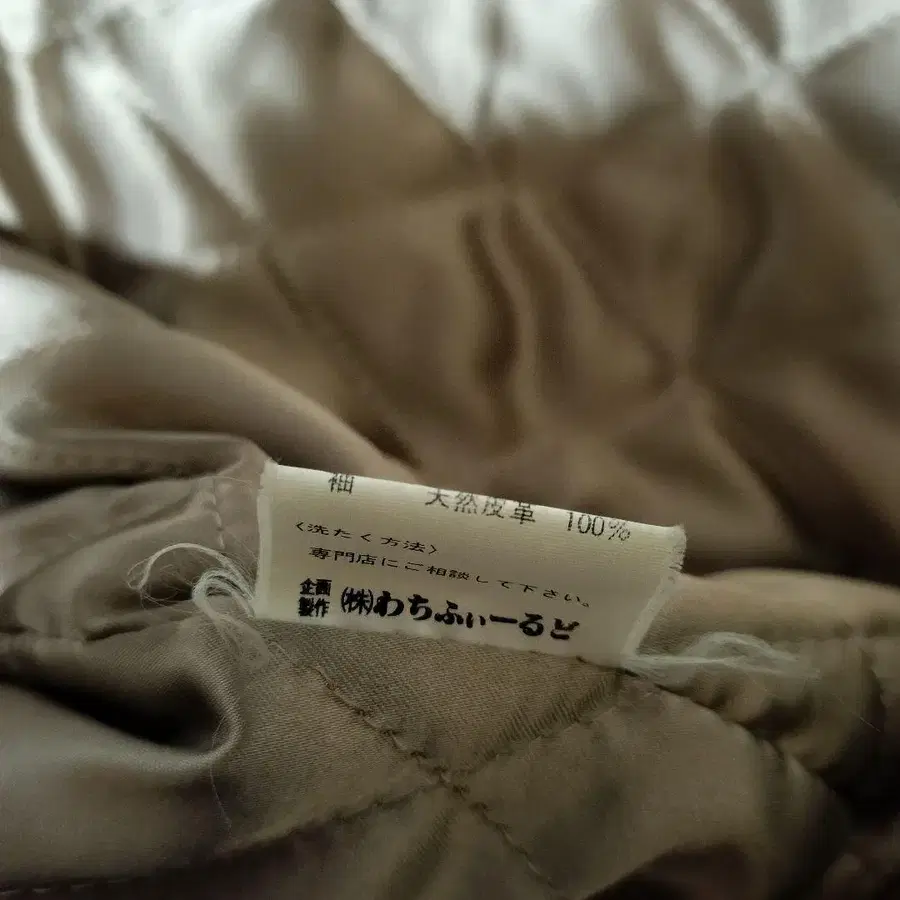 袖 天然皮革 100%
〈洗たく方法〉
専門店にご相談して下さい。
企画製作 (株)わちふぃーるど